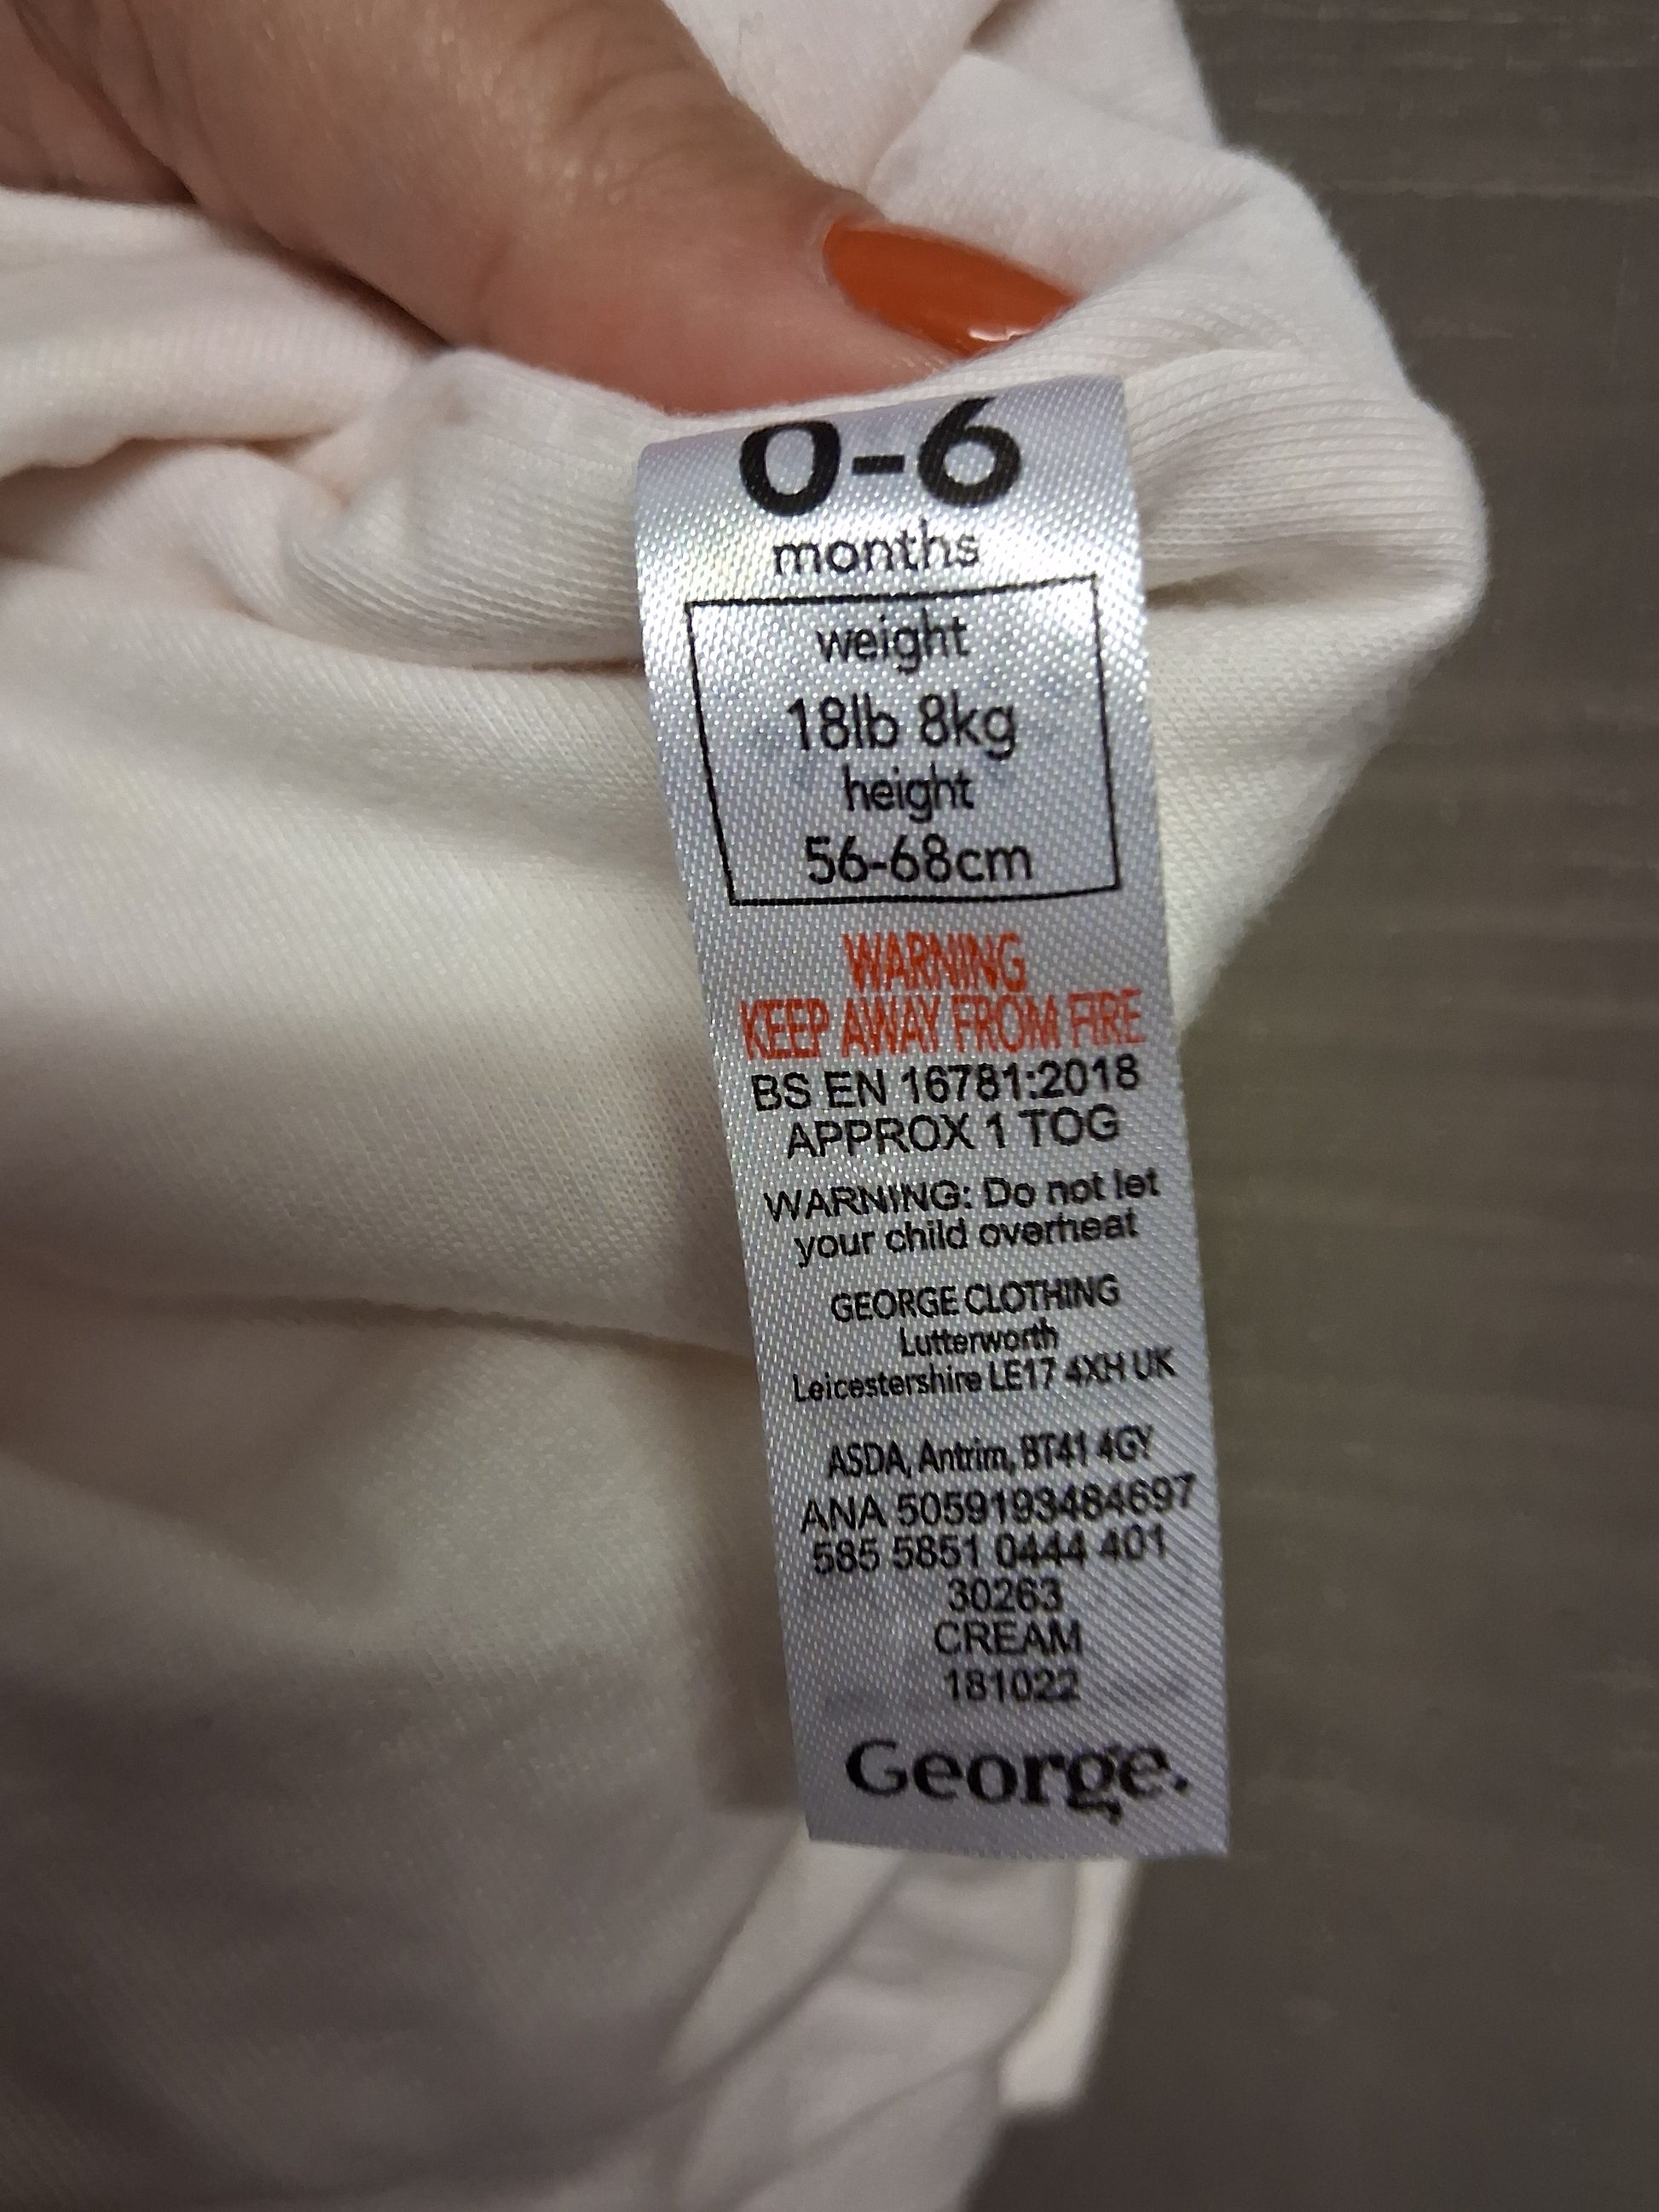 0-6
months
weight
18lb 8kg
height
56-68cm
WARNING
KEEP AWAY FROM FIRE
BS EN 16781:2018
APPROX 1 TOG
WARNING: Do not let
your child overheat
GEORGE CLOTHING
Lutterworth
Leicestershire LE17 4XH UK
ASDA, Antrim, BT41 4GY
ANA 5059193484697
585 5851 0444 401
30263
CREAM
181022
George.